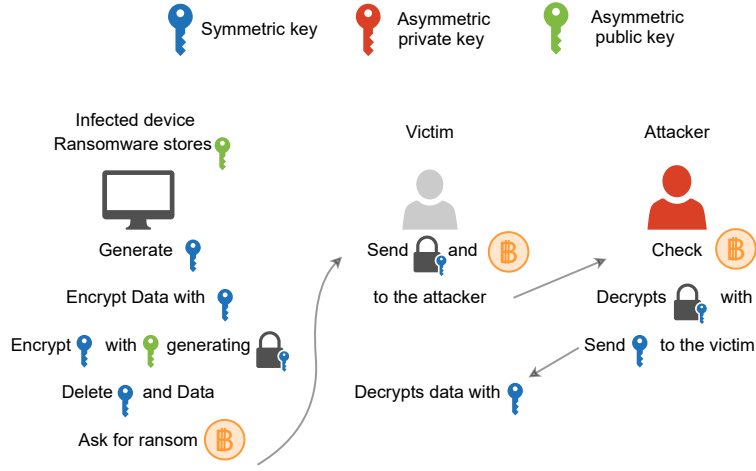 Symmetric key
Asymmetric
private key
Asymmetric
public key
Infected device
Ransomware stores
Generate
Encrypt Data with
Encrypt with generating
Delete and Data
Ask for ransom
Victim
Send and
to the attacker
Decrypts data with
Attacker
Check
Decrypts with
Send to the victim